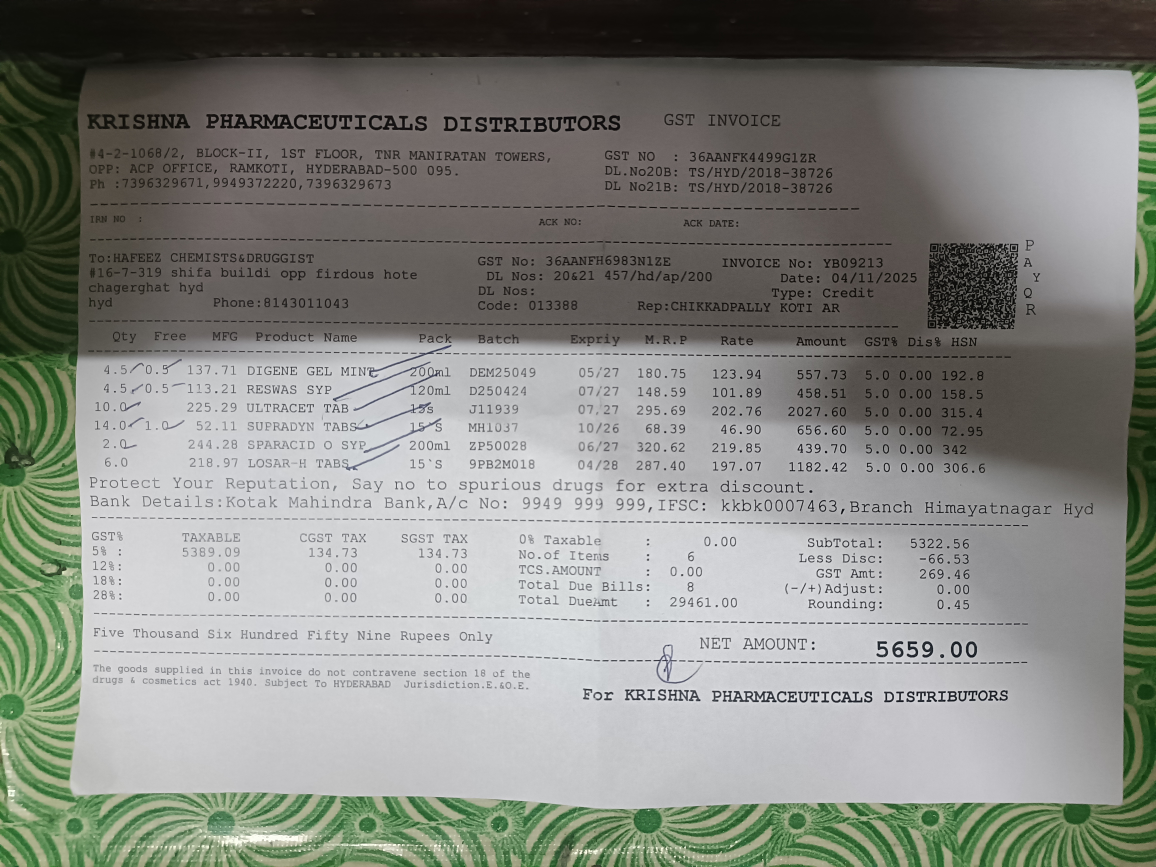 KRISHNA PHARMACEUTICALS DISTRIBUTORS GST INVOICE
#4-2-1068/2, BLOCK-II, 1ST FLOOR, TNR MANIRATAN TOWERS, GST NO : 36AANFK4499G1ZR
OPP: ACP OFFICE, RAMKOTI, HYDERABAD-500 095. DL.No20B: TS/HYD/2018-38726
Ph :7396329671,9949372220,7396329673 DL No21B: TS/HYD/2018-38726
IRN NO : ACK NO: ACK DATE:
To:HAFEEZ CHEMISTS&DRUGGIST GST No: 36AANFH6983N1ZE INVOICE No: YB09213
#16-7-319 shifa buildi opp firdous hote DL Nos: 20&21 457/hd/ap/200 Date: 04/11/2025
chagerghat hyd DL Nos: Type: Credit
hyd Phone:8143011043 Code: 013388 Rep:CHIKKADPALLY KOTI AR
P
A
Y
Q
R
Qty Free MFG Product Name Pack Batch Expriy M.R.P Rate Amount GST% Dis% HSN
4.5 0.5 137.71 DIGENE GEL MINT 200ml DEM25049 05/27 180.75 123.94 557.73 5.0 0.00 192.8
4.5 0.5 113.21 RESWAS SYP 120ml D250424 07/27 148.59 101.89 458.51 5.0 0.00 158.5
10.0 225.29 ULTRACET TAB 15s J11939 07/27 295.69 202.76 2027.60 5.0 0.00 315.4
14.0 1.0 52.11 SUPRADYN TABS 15'S MH1037 10/26 68.39 46.90 656.60 5.0 0.00 72.95
2.0 244.28 SPARACID O SYP 200ml ZP50028 06/27 320.62 219.85 439.70 5.0 0.00 342
6.0 218.97 LOSAR-H TABS 15`S 9PB2M018 04/28 287.40 197.07 1182.42 5.0 0.00 306.6
Protect Your Reputation, Say no to spurious drugs for extra discount.
Bank Details:Kotak Mahindra Bank,A/c No: 9949 999 999,IFSC: kkbk0007463,Branch Himayatnagar Hyd
GST% TAXABLE CGST TAX SGST TAX 0% Taxable : 0.00 SubTotal: 5322.56
5% : 5389.09 134.73 134.73 No.of Items : 6 Less Disc: -66.53
12%: 0.00 0.00 0.00 TCS.AMOUNT : 0.00 GST Amt: 269.46
18%: 0.00 0.00 0.00 Total Due Bills: 8 (-/+)Adjust: 0.00
28%: 0.00 0.00 0.00 Total DueAmt : 29461.00 Rounding: 0.45
Five Thousand Six Hundred Fifty Nine Rupees Only NET AMOUNT: 5659.00
The goods supplied in this invoice do not contravene section 18 of the
drugs & cosmetics act 1940. Subject To HYDERABAD Jurisdiction.E.&O.E.
For KRISHNA PHARMACEUTICALS DISTRIBUTORS